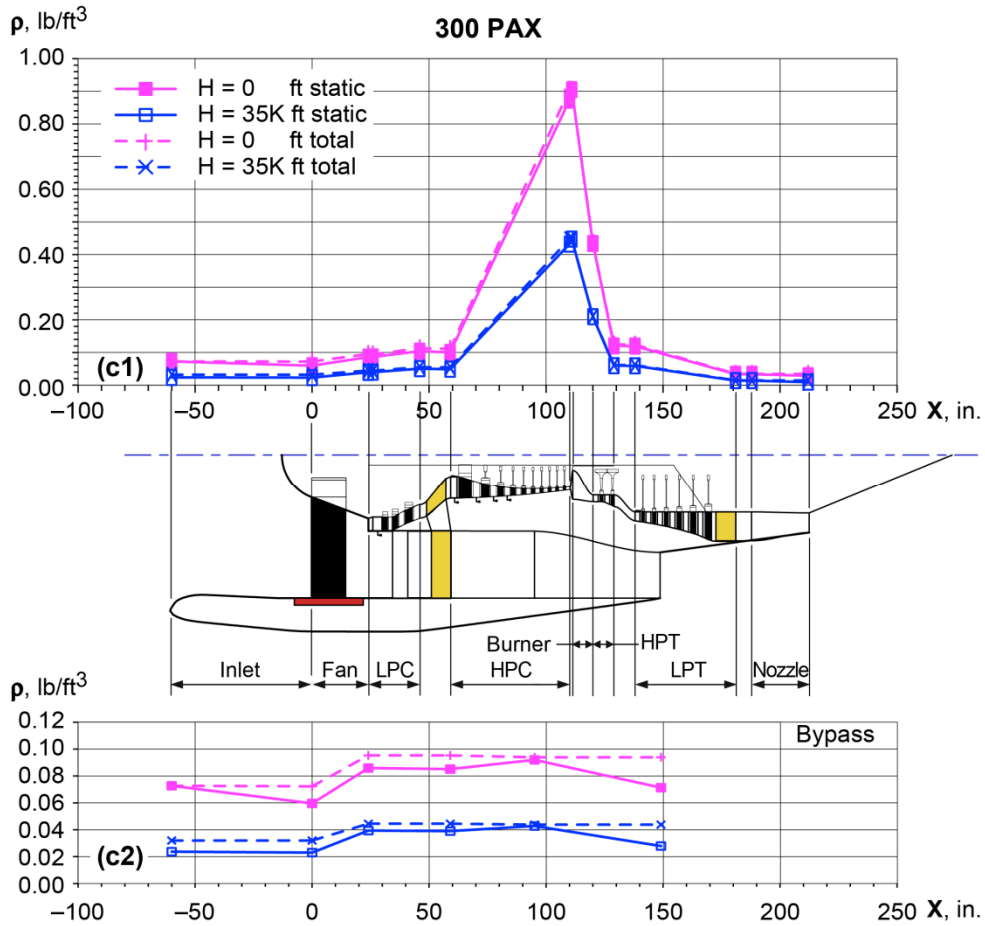 300 PAX
ρ, lb/ft3
1.00
0.80
0.60
0.40
0.20
0.00
H = 0 ft static
H = 35K ft static
H = 0 ft total
H = 35K ft total
(c1)
−100 −50 0 50 100 150 200 250
X, in.
Burner HPT
Inlet Fan LPC HPC LPT Nozzle
ρ, lb/ft3
0.12
0.10
0.08
0.06
0.04
0.02
0.00
Bypass
(c2)
−100 −50 0 50 100 150 200 250
X, in.